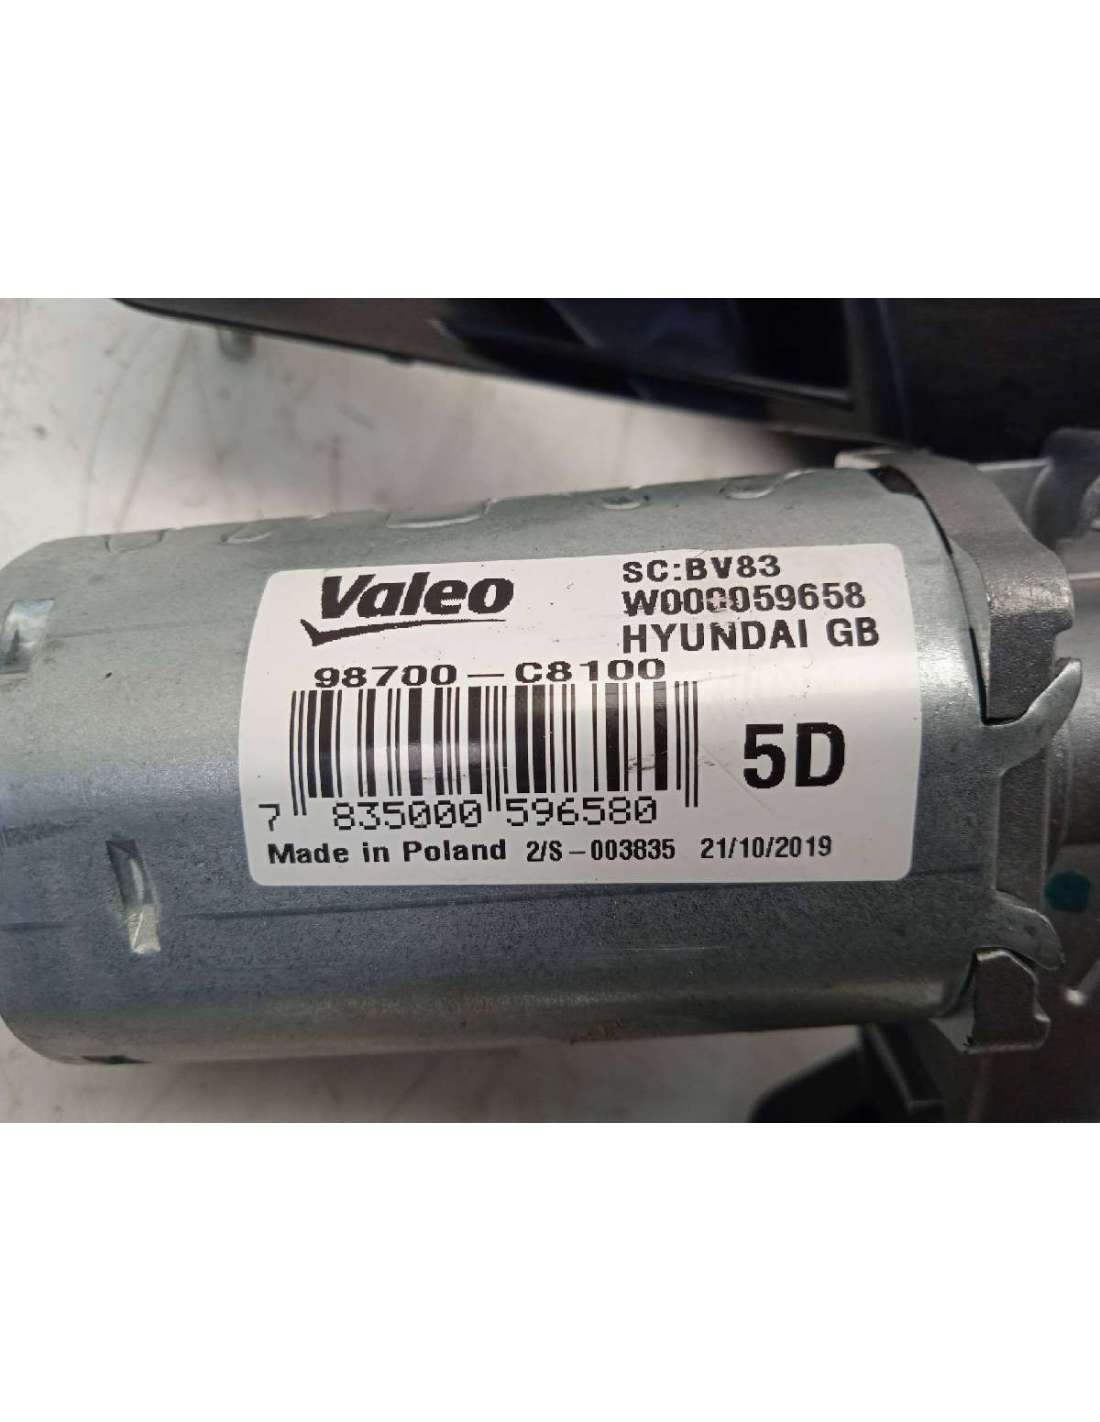 Valeo
SC:BV83
W000059658
HYUNDAI GB
98700-C8100
5D
7 835000 596580
Made in Poland 2/S-003835 21/10/2019